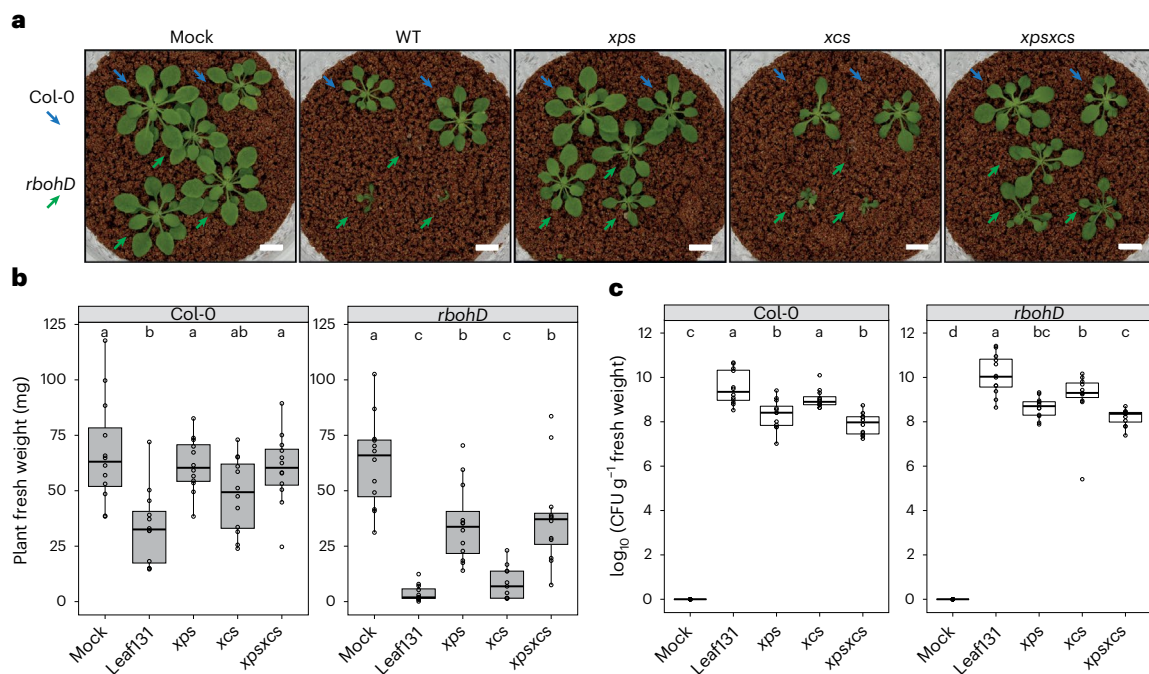 a
Mock WT xps xcs xpsxcs
Col-0
rbohD
b
Col-0 rbohD
125 125
a b a ab a a c b c b
100 100
75 75
50 50
25 25
0 0
Plant fresh weight (mg)
Mock Leaf131 xps xcs xpsxcs Mock Leaf131 xps xcs xpsxcs
c
Col-0 rbohD
12 12
c a b a b d a bc b c
10 10
8 8
6 6
4 4
2 2
0 0
log10 (CFU g−1 fresh weight)
Mock Leaf131 xps xcs xpsxcs Mock Leaf131 xps xcs xpsxcs